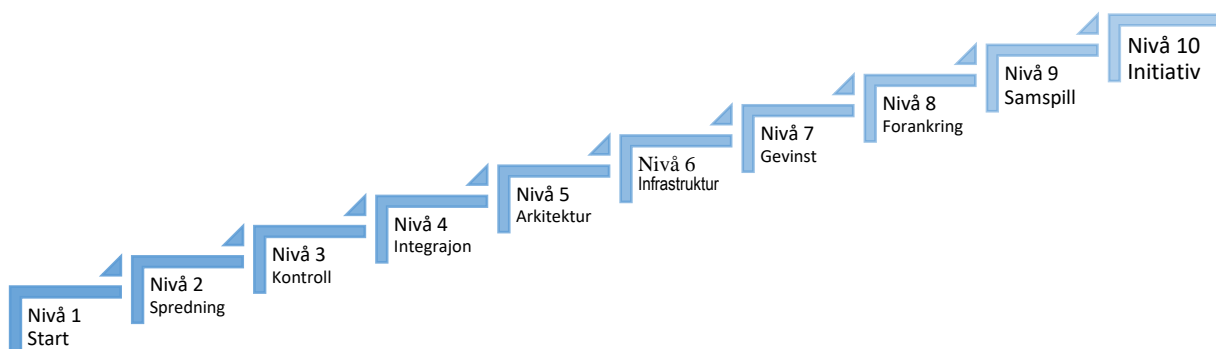 Nivå 1
Start
Nivå 2
Spredning
Nivå 3
Kontroll
Nivå 4
Integrajon
Nivå 5
Arkitektur
Nivå 6
Infrastruktur
Nivå 7
Gevinst
Nivå 8
Forankring
Nivå 9
Samspill
Nivå 10
Initiativ